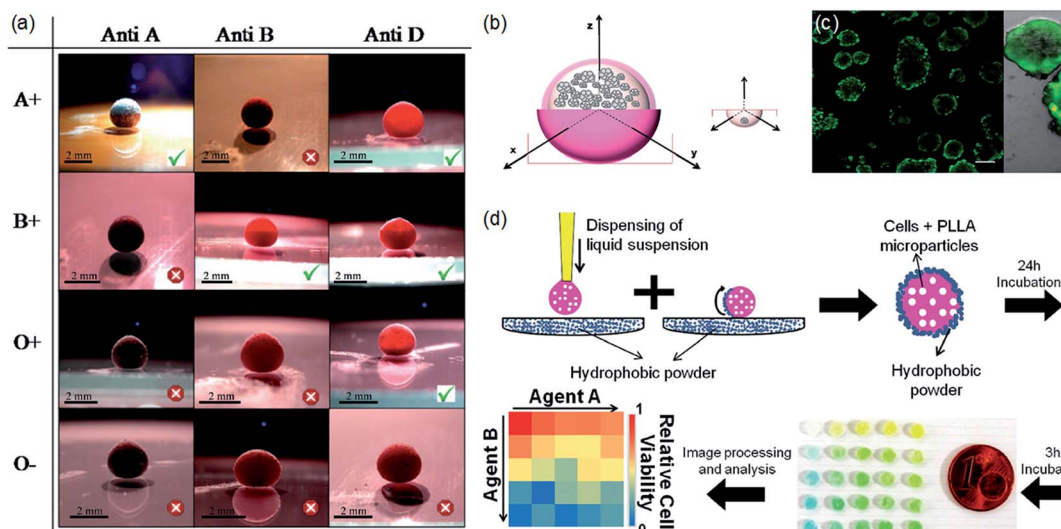 (a)
Anti A Anti B Anti D
A+
2 mm
2 mm
2 mm
B+
2 mm
2 mm
2 mm
O+
2 mm
2 mm
2 mm
O-
2 mm
2 mm
2 mm
(b)
z
x
y
(c)
(d)
Dispensing of
liquid suspension
Hydrophobic powder
Cells + PLLA
microparticles
Hydrophobic
powder
24h
Incubation
Agent A
Agent B
1
0
Relative Cell
Viability
Image processing
and analysis
1
3h
Incuba